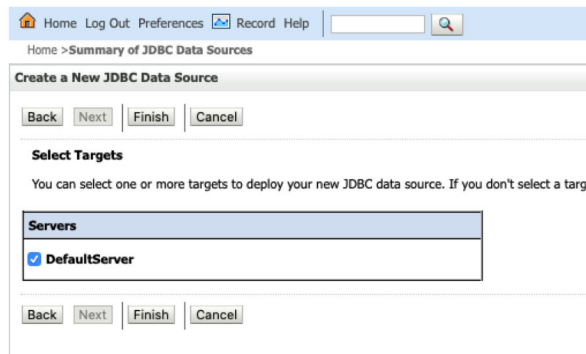 Home Log Out Preferences Record Help
Home >Summary of JDBC Data Sources
Create a New JDBC Data Source
Back Next Finish Cancel
Select Targets
You can select one or more targets to deploy your new JDBC data source. If you don't select a targ
Servers
DefaultServer
Back Next Finish Cancel